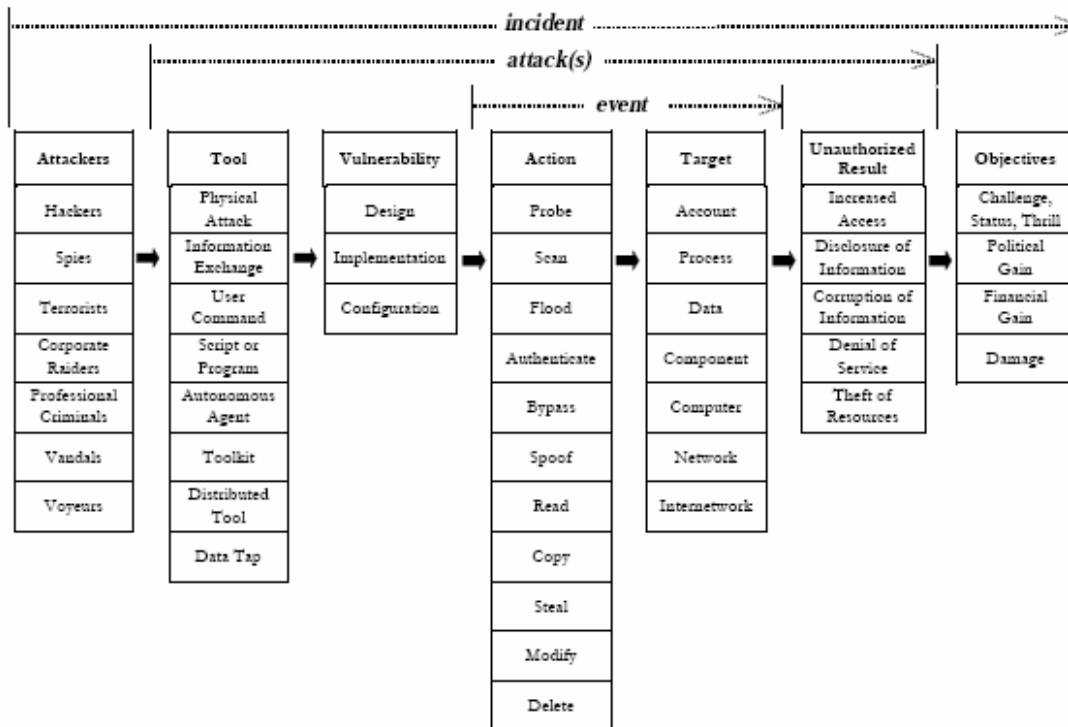 incident
attack(s)
event
Attackers
Hackers
Spies
Terrorists
Corporate
Raiders
Professional
Criminals
Vandals
Voyeurs
Tool
Physical
Attack
Information
Exchange
User
Command
Script or
Program
Autonomous
Agent
Toolkit
Distributed
Tool
Data Tap
Vulnerability
Design
Implementation
Configuration
Action
Probe
Scan
Flood
Authenticate
Bypass
Spoof
Read
Copy
Steal
Modify
Delete
Target
Account
Process
Data
Component
Computer
Network
Internetwork
Unauthorized
Result
Increased
Access
Disclosure of
Information
Corruption of
Information
Denial of
Service
Theft of
Resources
Objectives
Challenge,
Status, Thrill
Political
Gain
Financial
Gain
Damage